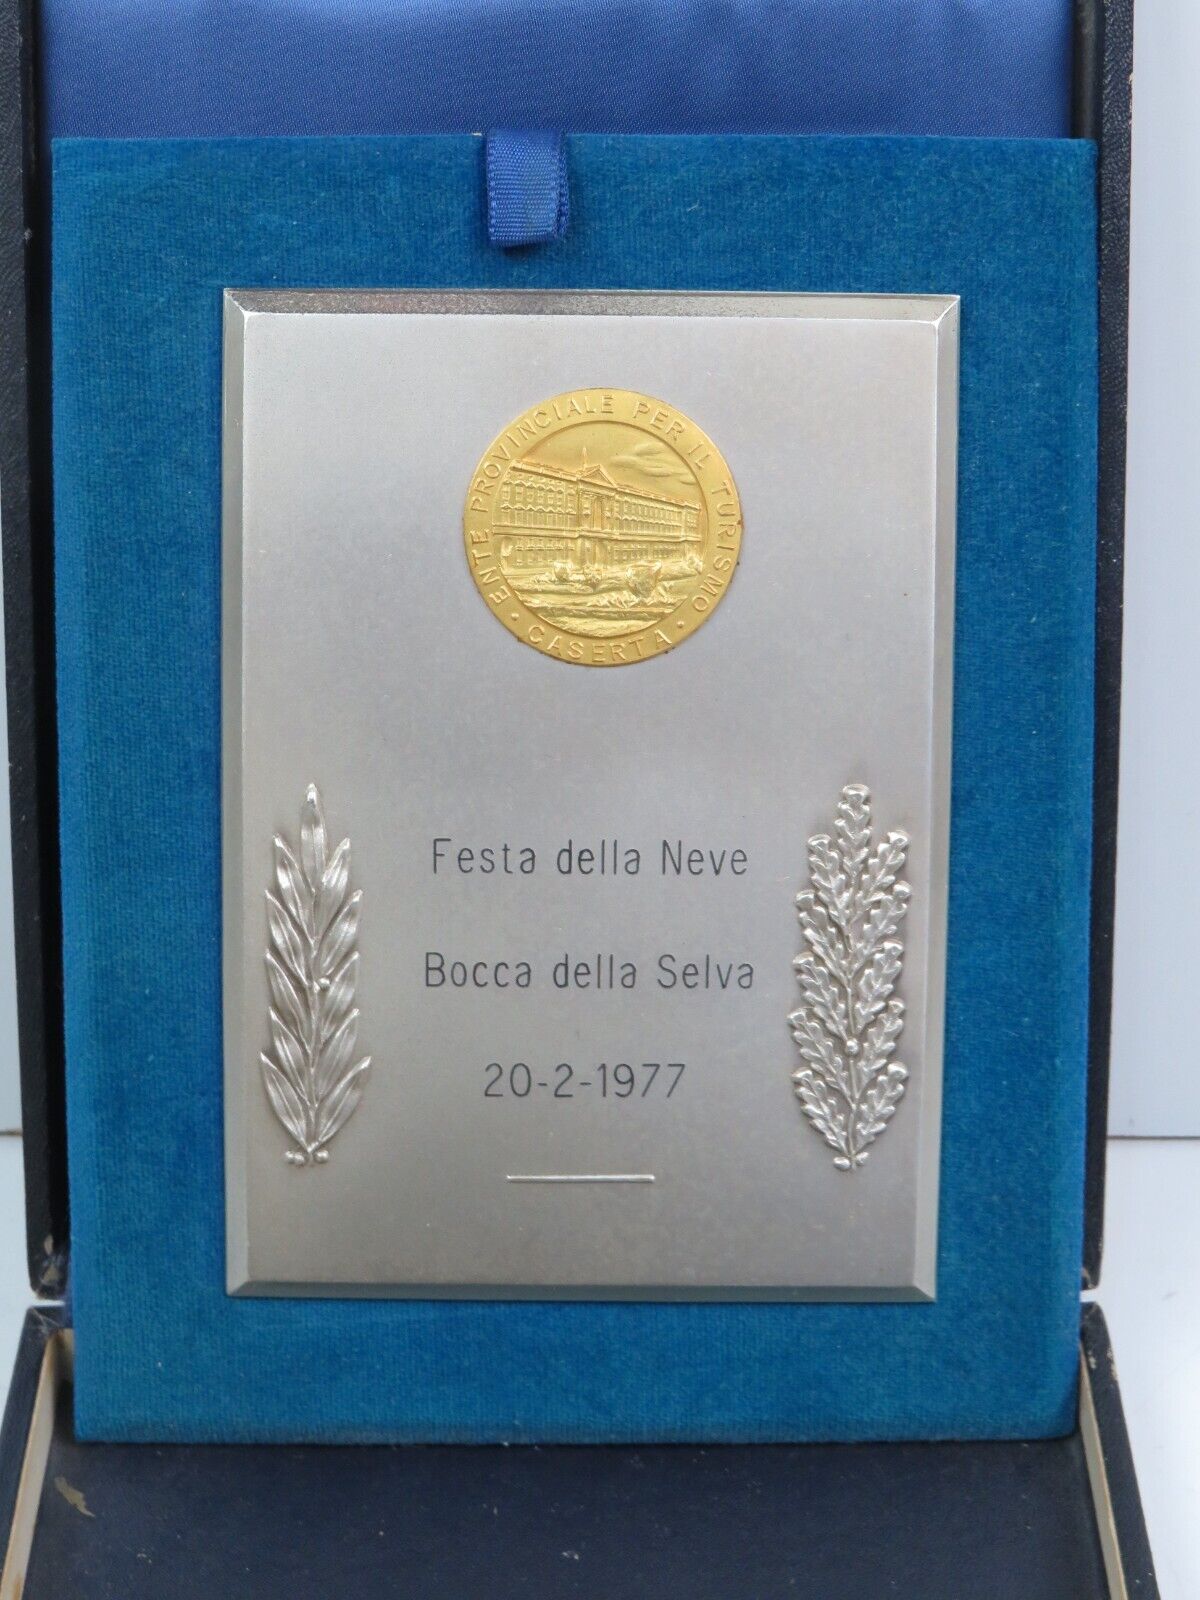 ENTE PROVINCIALE PER IL TURISMO
• CASERTA •
Festa della Neve
Bocca della Selva
20-2-1977